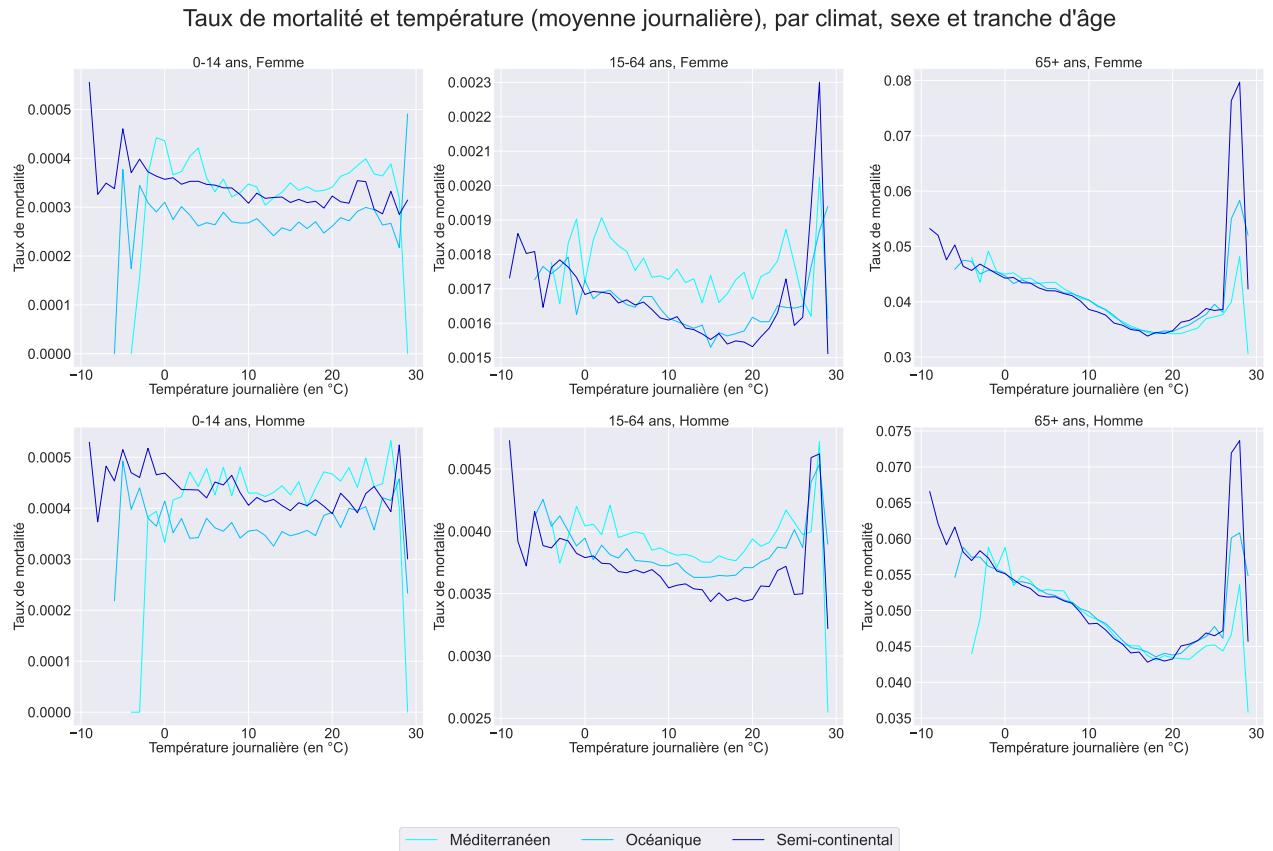 Taux de mortalité et température (moyenne journalière), par climat, sexe et tranche d'âge
0-14 ans, Femme
0.0005
0.0004
0.0003
0.0002
0.0001
0.0000
Taux de mortalité
−10 0 10 20 30
Température journalière (en °C)
15-64 ans, Femme
0.0023
0.0022
0.0021
0.0020
0.0019
0.0018
0.0017
0.0016
0.0015
Taux de mortalité
−10 0 10 20 30
Température journalière (en °C)
65+ ans, Femme
0.08
0.07
0.06
0.05
0.04
0.03
Taux de mortalité
−10 0 10 20 30
Température journalière (en °C)
0-14 ans, Homme
0.0005
0.0004
0.0003
0.0002
0.0001
0.0000
Taux de mortalité
−10 0 10 20 30
Température journalière (en °C)
15-64 ans, Homme
0.0045
0.0040
0.0035
0.0030
0.0025
Taux de mortalité
−10 0 10 20 30
Température journalière (en °C)
65+ ans, Homme
0.075
0.070
0.065
0.060
0.055
0.050
0.045
0.040
0.035
Taux de mortalité
−10 0 10 20 30
Température journalière (en °C)
Méditerranéen Océanique Semi-continental